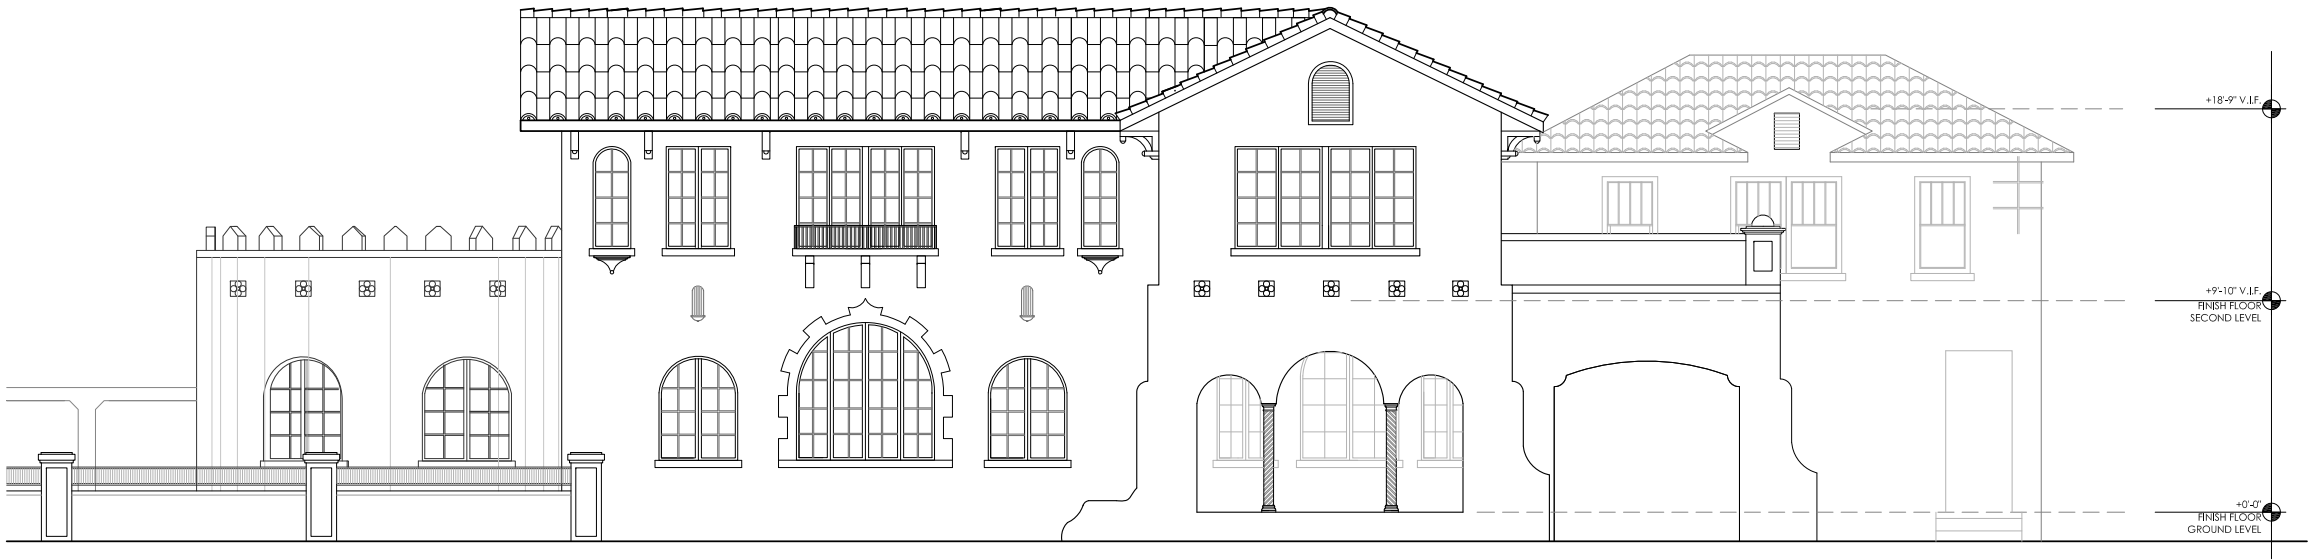 +18'-9" V.I.F.
+9'-10" V.I.F.
FINISH FLOOR
SECOND LEVEL
+0'-0"
FINISH FLOOR
GROUND LEVEL